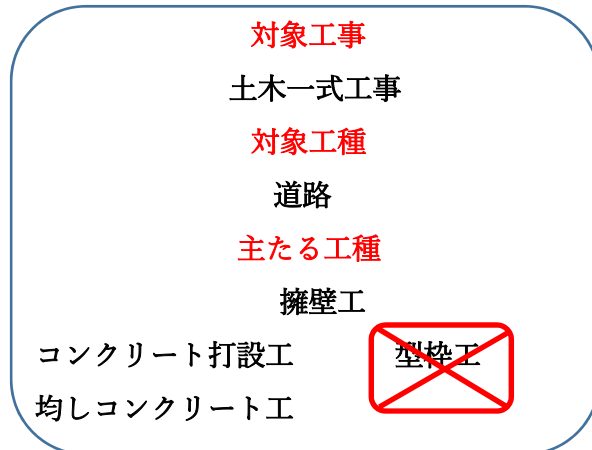 対象工事
土木一式工事
対象工種
道路
主たる工種
擁壁工
コンクリート打設工 型枠工
均しコンクリート工